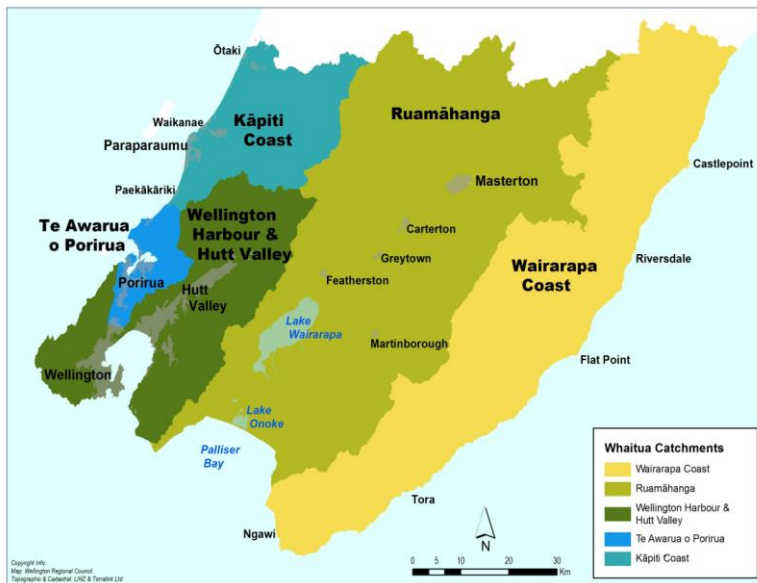 Ōtaki
Kāpiti
Coast
Ruamāhanga
Waikanae
Paraparaumu
Castlepoint
Masterton
Paekākāriki
Te Awarua
o Porirua
Wellington
Harbour &
Hutt Valley
Carterton
Greytown
Wairarapa
Coast
Riversdale
Porirua
Hutt
Valley
Featherston
Lake
Wairarapa
Martinborough
Flat Point
Wellington
Lake
Onoke
Palliser
Bay
Tora
Ngawi
N
0 5 10 20 30
Km
Whaitua Catchments
Wairarapa Coast
Ruamāhanga
Wellington Harbour &
Hutt Valley
Te Awarua o Porirua
Kāpiti Coast
Copyright Info:
Map: Wellington Regional Council
Topographic & Cadastral: LINZ & Terralink Ltd